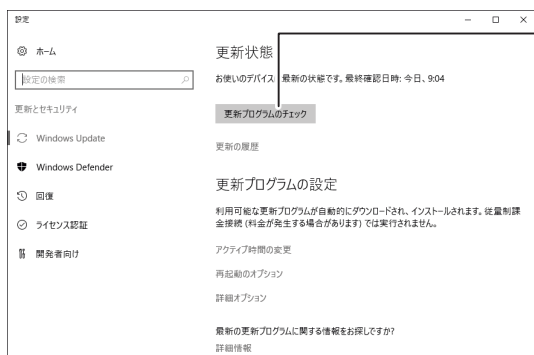 設定
ホーム
設定の検索
更新とセキュリティ
Windows Update
Windows Defender
回復
ライセンス認証
開発者向け
更新状態
お使いのデバイス 最新の状態です。最終確認日時: 今日、9:04
更新プログラムのチェック
更新の履歴
更新プログラムの設定
利用可能な更新プログラムが自動的にダウンロードされ、インストールされます。従量制課
金接続 (料金が発生する場合があります) では実行されません。
アクティブ時間の変更
再起動のオプション
詳細オプション
最新の更新プログラムに関する情報をお探しですか?
詳細情報